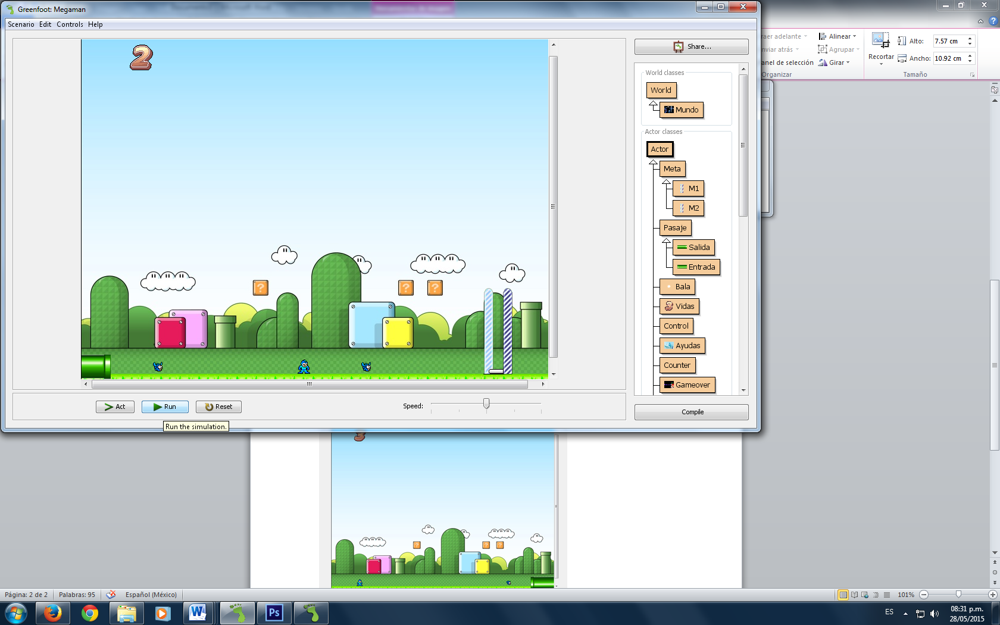 Greenfoot: Megaman
Scenario Edit Controls Help
2
? ? ?
Act Run Reset
Speed:
Run the simulation.
Share...
World classes
World
Mundo
Actor classes
Actor
Meta
M1
M2
Pasaje
Salida
Entrada
Bala
Vidas
Control
Ayudas
Counter
Gameover
Compile
raer adelante
nviar atrás
anel de selección
Alinear
Agrupar
Girar
Organizar
Recortar
Alto: 7.57 cm
Ancho: 10.92 cm
Tamaño
? ? ?
Página: 2 de 2 Palabras: 95 Español (México) 101%
ES
08:31 p.m.
28/05/2015
Ps